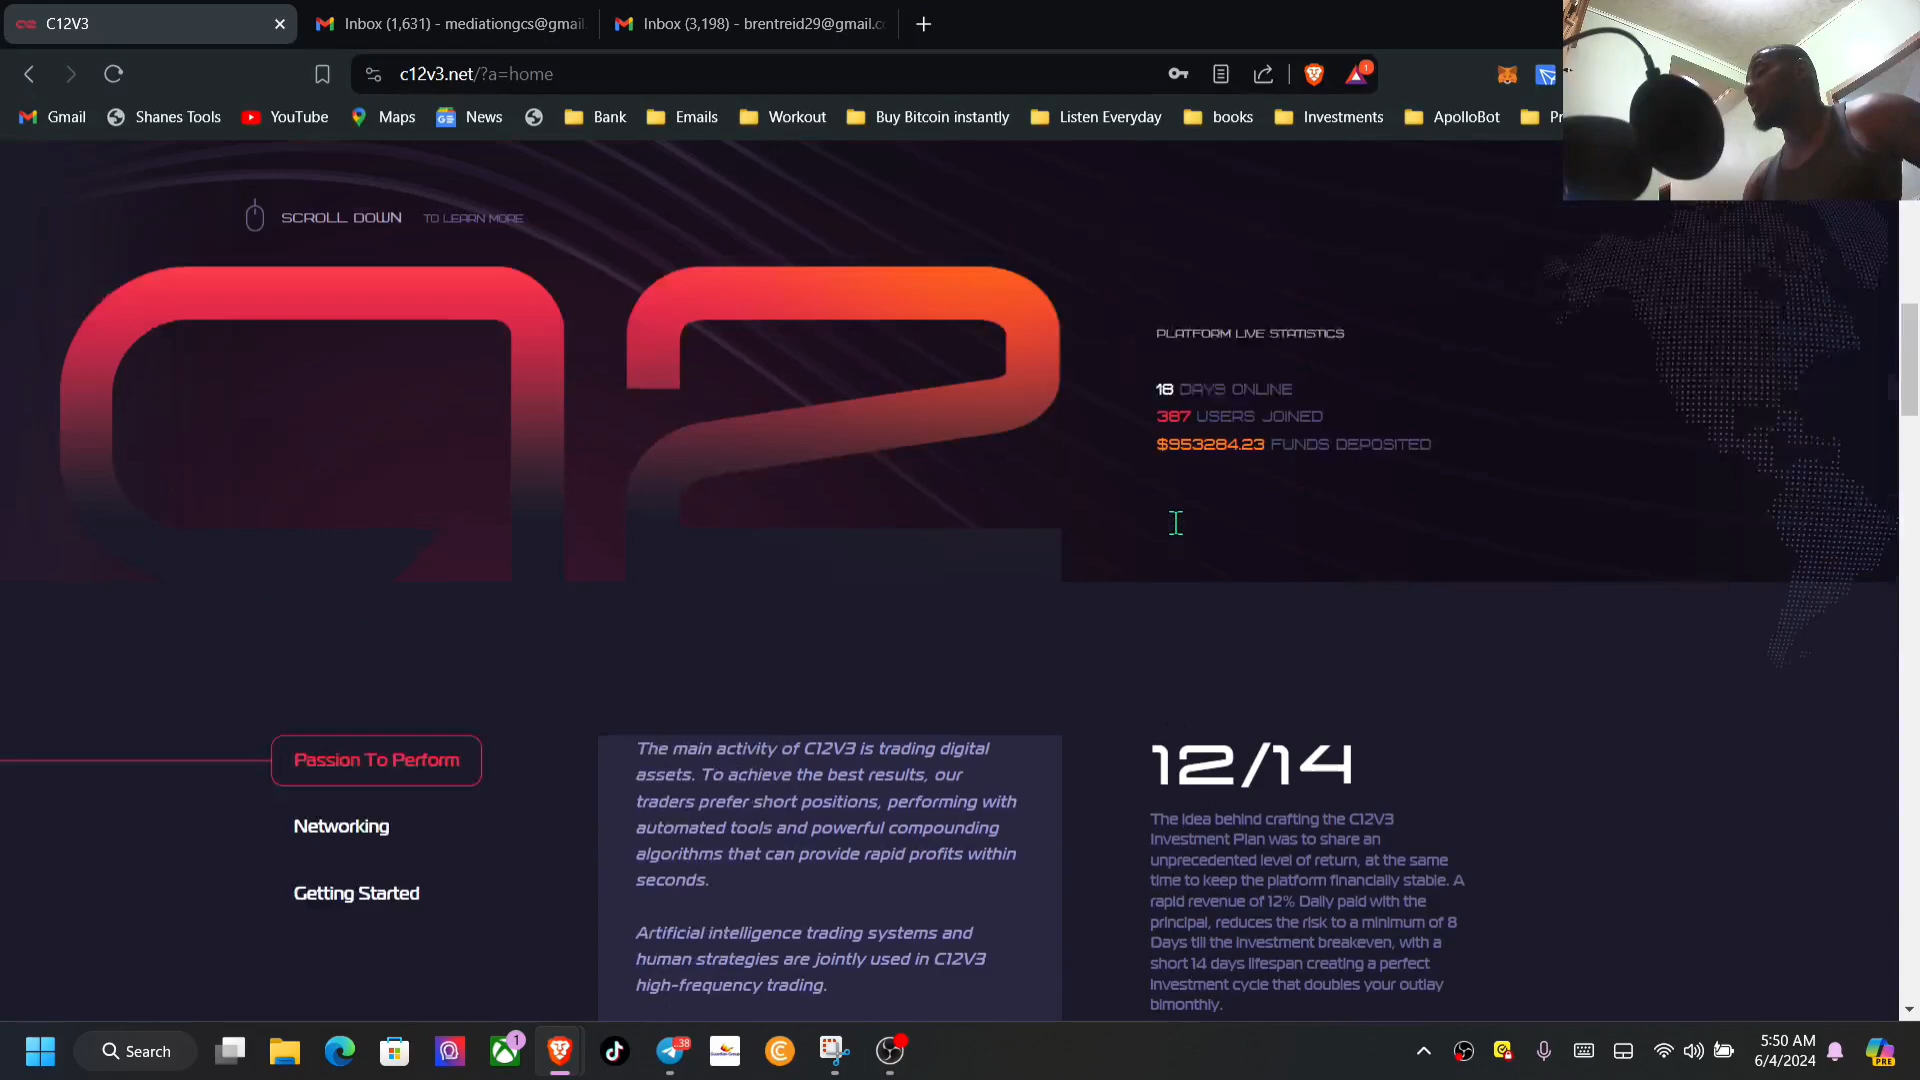 C12V3
Inbox (1,631) - mediationgcs@gmail.
Inbox (3,198) - brentreid29@gmail.c
c12v3.net/?a=home
1
Gmail
Shanes Tools
YouTube
Maps
News
Bank
Emails
Workout
Buy Bitcoin instantly
Listen Everyday
books
Investments
ApolloBot
Pr
SCROLL DOWN TO LEARN MORE
PLATFORM LIVE STATISTICS
18 DAYS ONLINE
387 USERS JOINED
$953284.23 FUNDS DEPOSITED
Passion To Perform
Networking
Getting Started
The main activity of C12V3 is trading digital
assets. To achieve the best results, our
traders prefer short positions, performing with
automated tools and powerful compounding
algorithms that can provide rapid profits within
seconds.
Artificial intelligence trading systems and
human strategies are jointly used in C12V3
high-frequency trading.
12/14
The idea behind crafting the C12V3
Investment Plan was to share an
unprecedented level of return, at the same
time to keep the platform financially stable. A
rapid revenue of 12% Daily paid with the
principal, reduces the risk to a minimum of 8
Days till the investment breakeven, with a
short 14 days lifespan creating a perfect
investment cycle that doubles your outlay
bimonthly.
Search
1
38
5:50 AM
6/4/2024
PRE